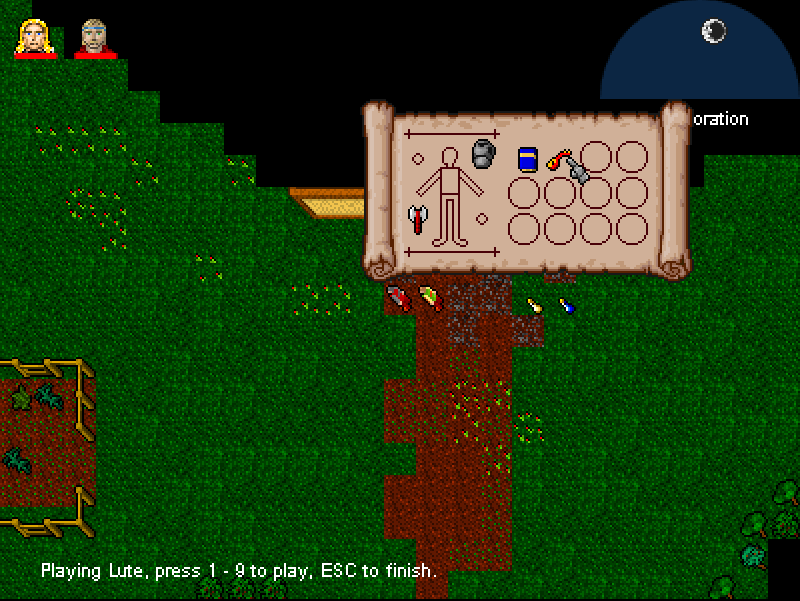 oration
Playing Lute, press 1 - 9 to play, ESC to finish.